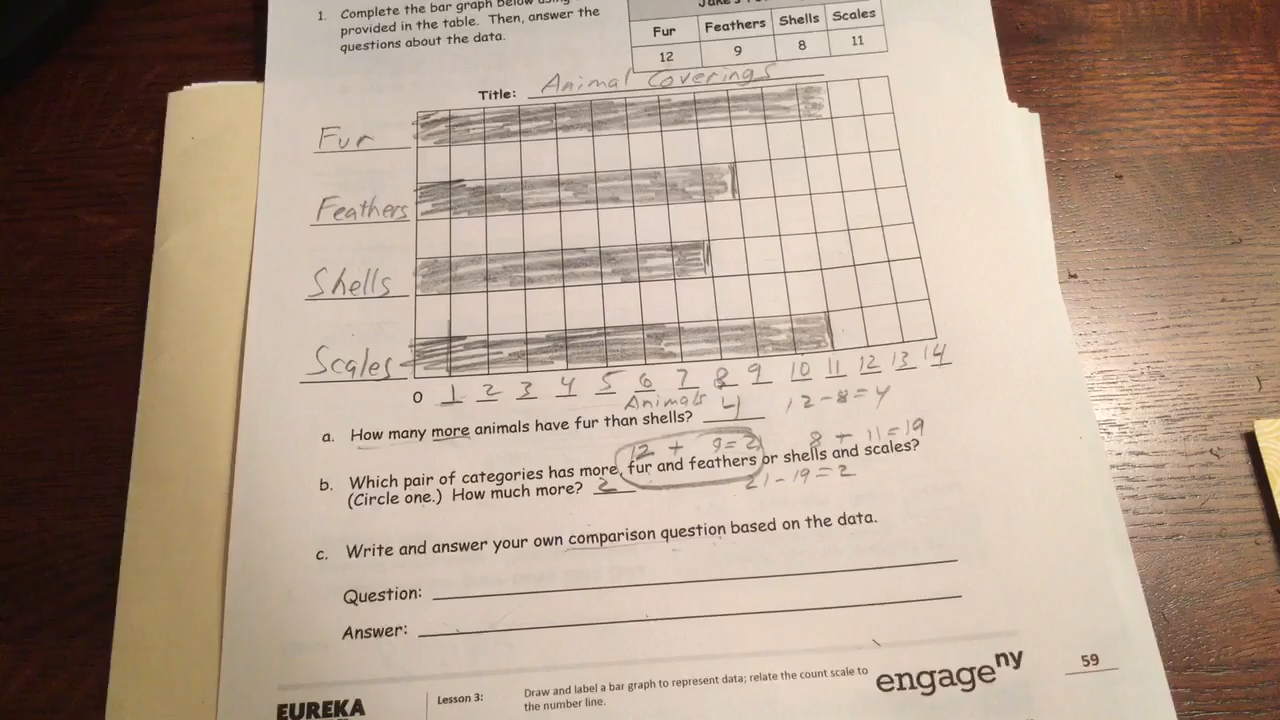 1. Complete the bar graph below using
provided in the table. Then, answer the
questions about the data.
Fur Feathers Shells Scales
12 9 8 11
Title: Animal Coverings
Fur
Feathers
Shells
Scales
0 1 2 3 4 5 6 7 8 9 10 11 12 13 14
Animals
a. How many more animals have fur than shells? 4 12-8=4
12 + 9=21 8 + 11=19
b. Which pair of categories has more, fur and feathers or shells and scales?
(Circle one.) How much more? 2 21-19=2
c. Write and answer your own comparison question based on the data.
Question:
Answer:
EUREKA
Lesson 3: Draw and label a bar graph to represent data; relate the count scale to
the number line.
engageny
59